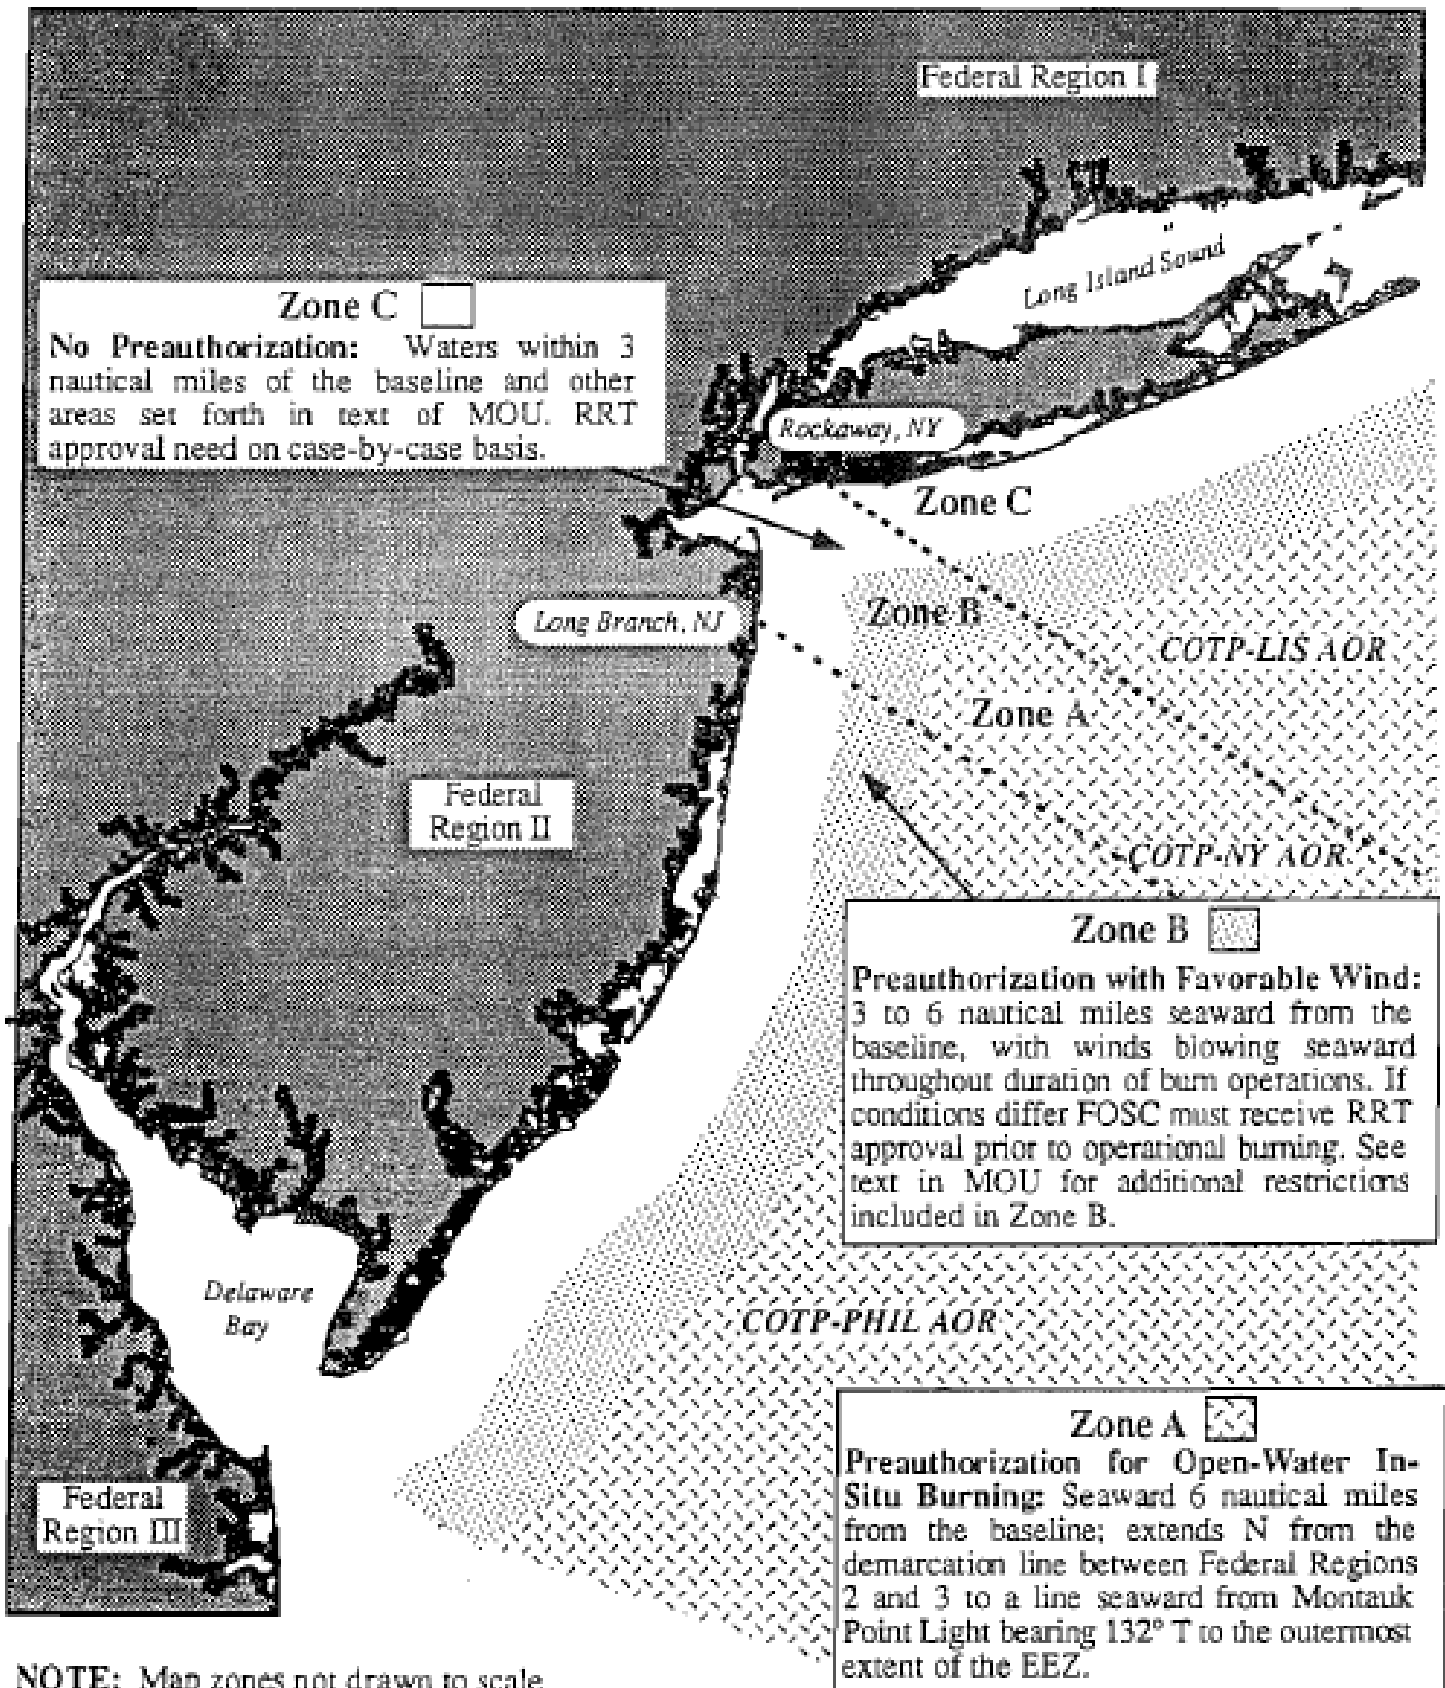 Federal Region I
Long Island Sound
Zone C
No Preauthorization: Waters within 3
nautical miles of the baseline and other
areas set forth in text of MOU. RRT
approval need on case-by-case basis.
Rockaway, NY
Zone C
Long Branch, NJ
Zone B
COTP-LIS AOR
Zone A
Federal
Region II
COTP-NY AOR
Zone B
Preauthorization with Favorable Wind:
3 to 6 nautical miles seaward from the
baseline, with winds blowing seaward
throughout duration of burn operations. If
conditions differ FOSC must receive RRT
approval prior to operational burning. See
text in MOU for additional restrictions
included in Zone B.
Delaware
Bay
COTP-PHIL AOR
Zone A
Preauthorization for Open-Water In-
Situ Burning: Seaward 6 nautical miles
from the baseline; extends N from the
demarcation line between Federal Regions
2 and 3 to a line seaward from Montauk
Point Light bearing 132° T to the outermost
extent of the EEZ.
Federal
Region III
NOTE: Map zones not drawn to scale